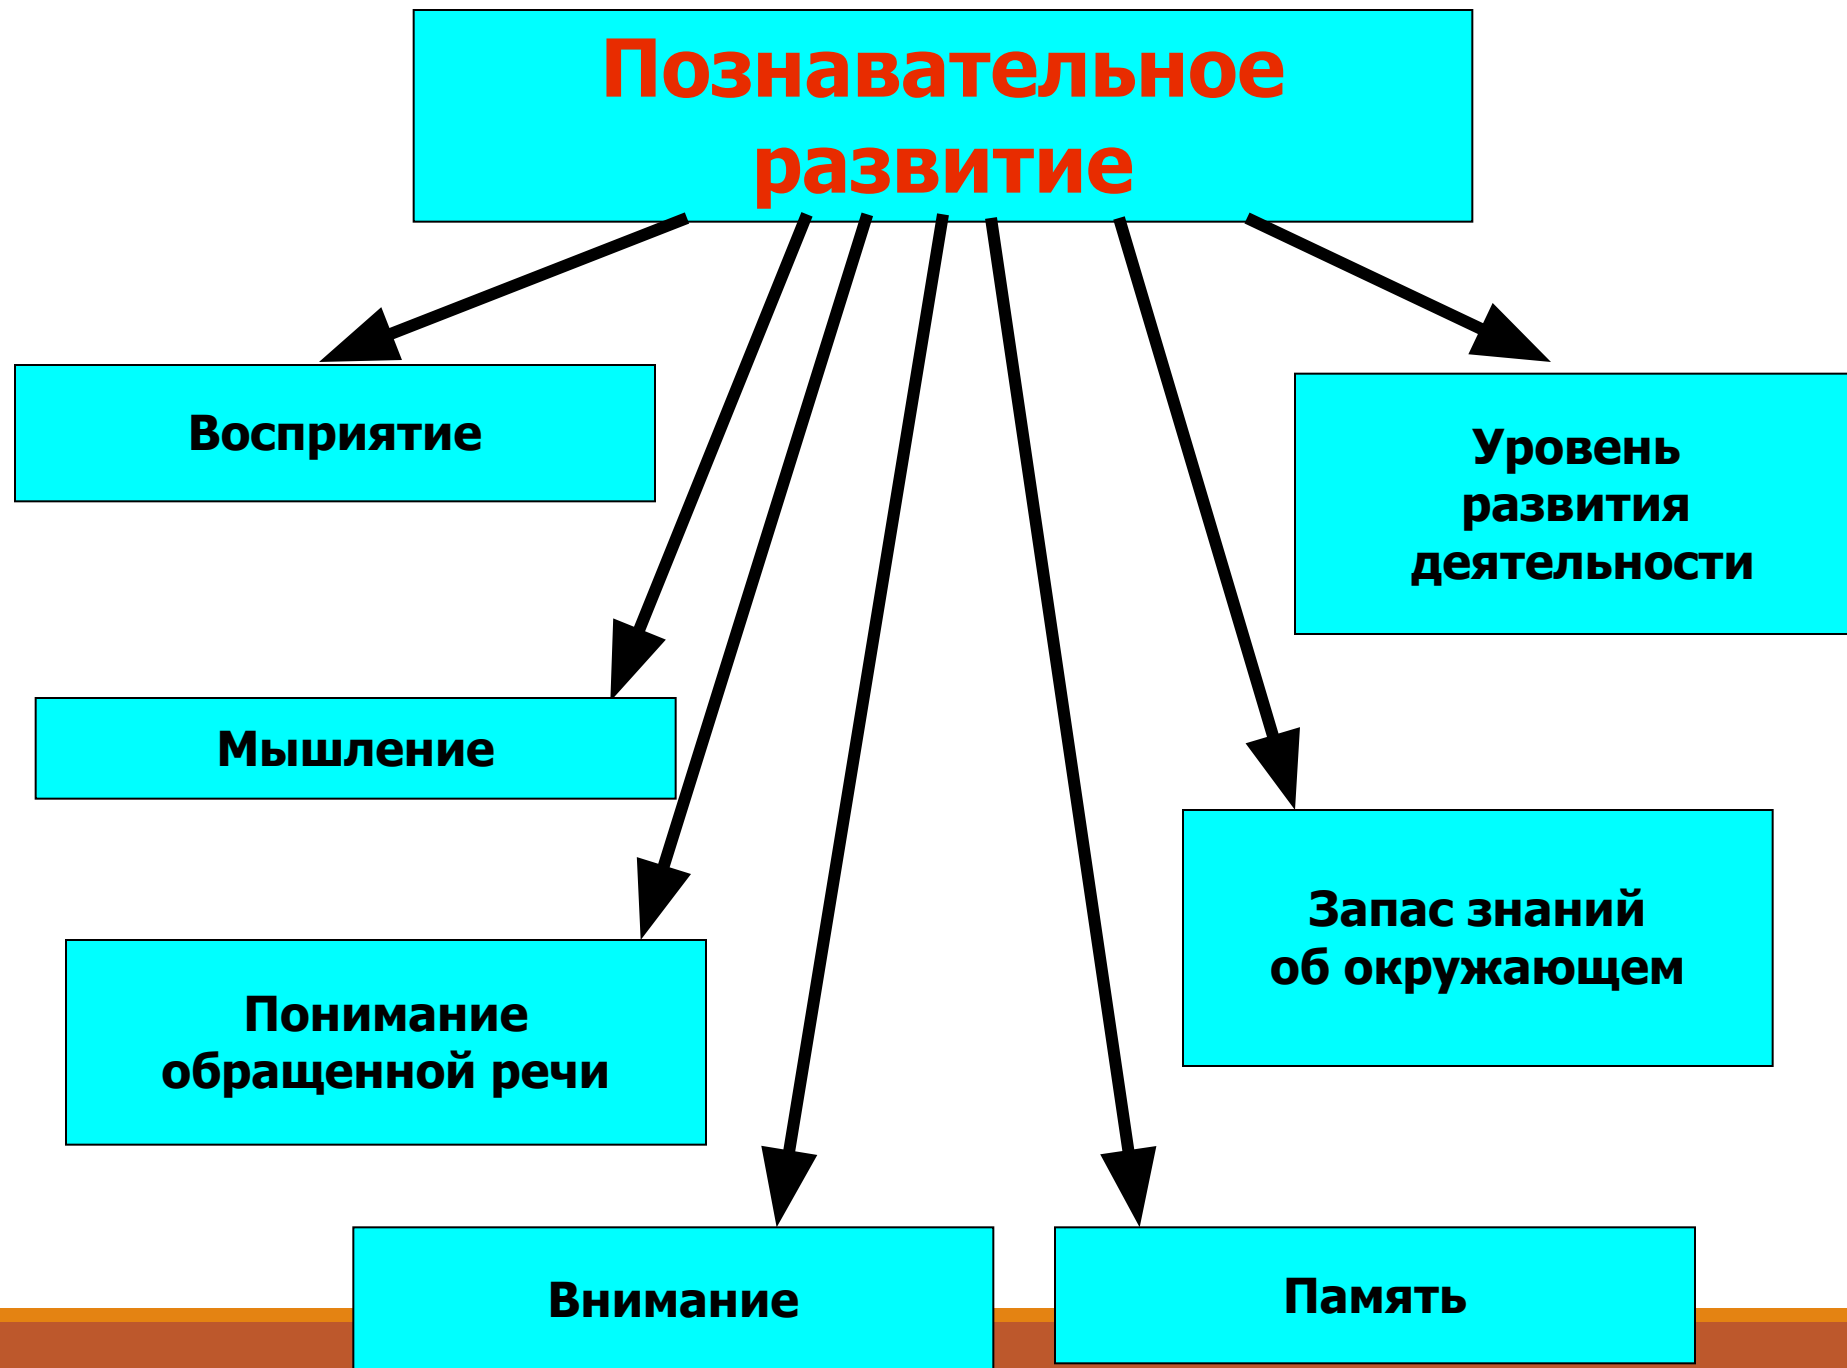 Познавательное
развитие
Восприятие
Уровень
развития
деятельности
Мышление
Запас знаний
об окружающем
Понимание
обращенной речи
Внимание
Память